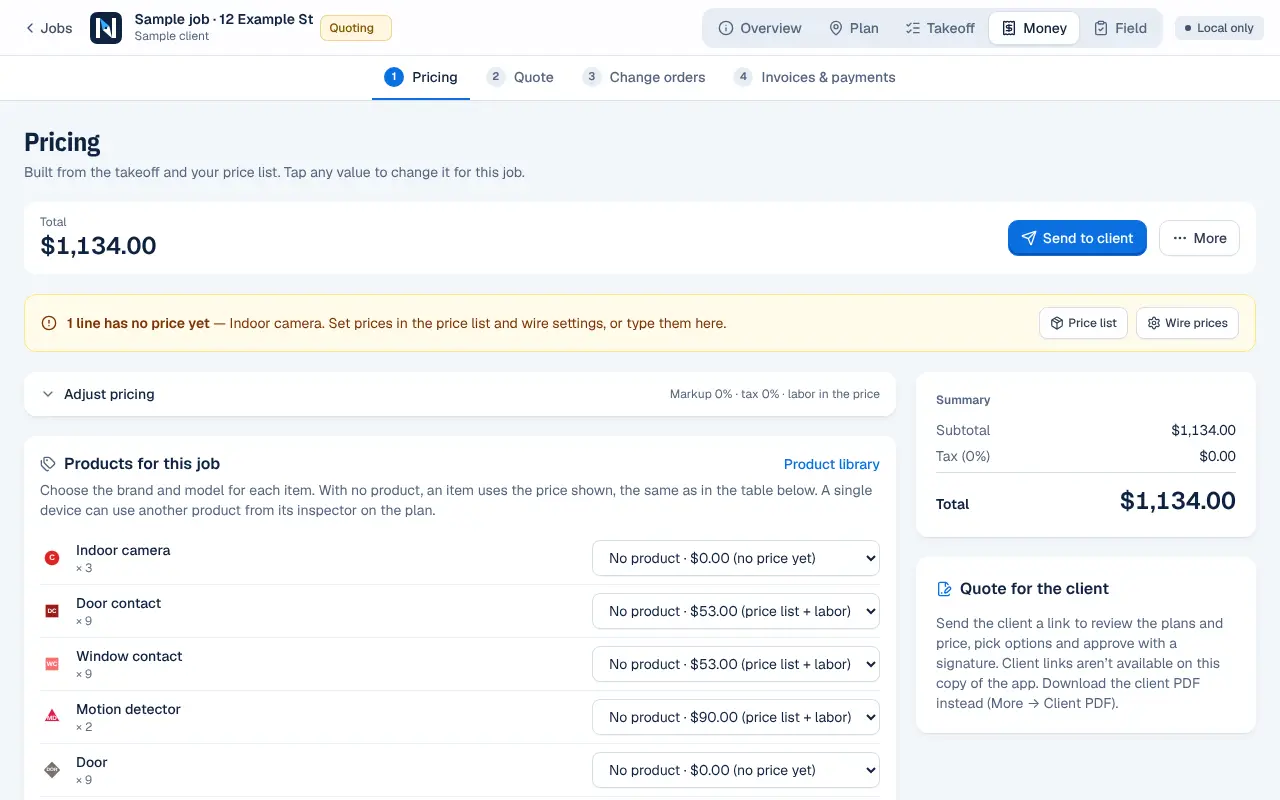 Jobs
Sample job · 12 Example St
Sample client
Quoting
Overview
Plan
Takeoff
Money
Field
Local only
1 Pricing
2 Quote
3 Change orders
4 Invoices & payments
Pricing
Built from the takeoff and your price list. Tap any value to change it for this job.
Total
$1,134.00
Send to client
More
1 line has no price yet — Indoor camera. Set prices in the price list and wire settings, or type them here.
Price list
Wire prices
Adjust pricing
Markup 0% · tax 0% · labor in the price
Products for this job
Product library
Choose the brand and model for each item. With no product, an item uses the price shown, the same as in the table below. A single
device can use another product from its inspector on the plan.
C
Indoor camera
× 3
No product · $0.00 (no price yet)
DC
Door contact
× 9
No product · $53.00 (price list + labor)
WC
Window contact
× 9
No product · $53.00 (price list + labor)
MD
Motion detector
× 2
No product · $90.00 (price list + labor)
Door
× 9
No product · $0.00 (no price yet)
Summary
Subtotal $1,134.00
Tax (0%) $0.00
Total $1,134.00
Quote for the client
Send the client a link to review the plans and
price, pick options and approve with a
signature. Client links aren't available on this
copy of the app. Download the client PDF
instead (More → Client PDF).